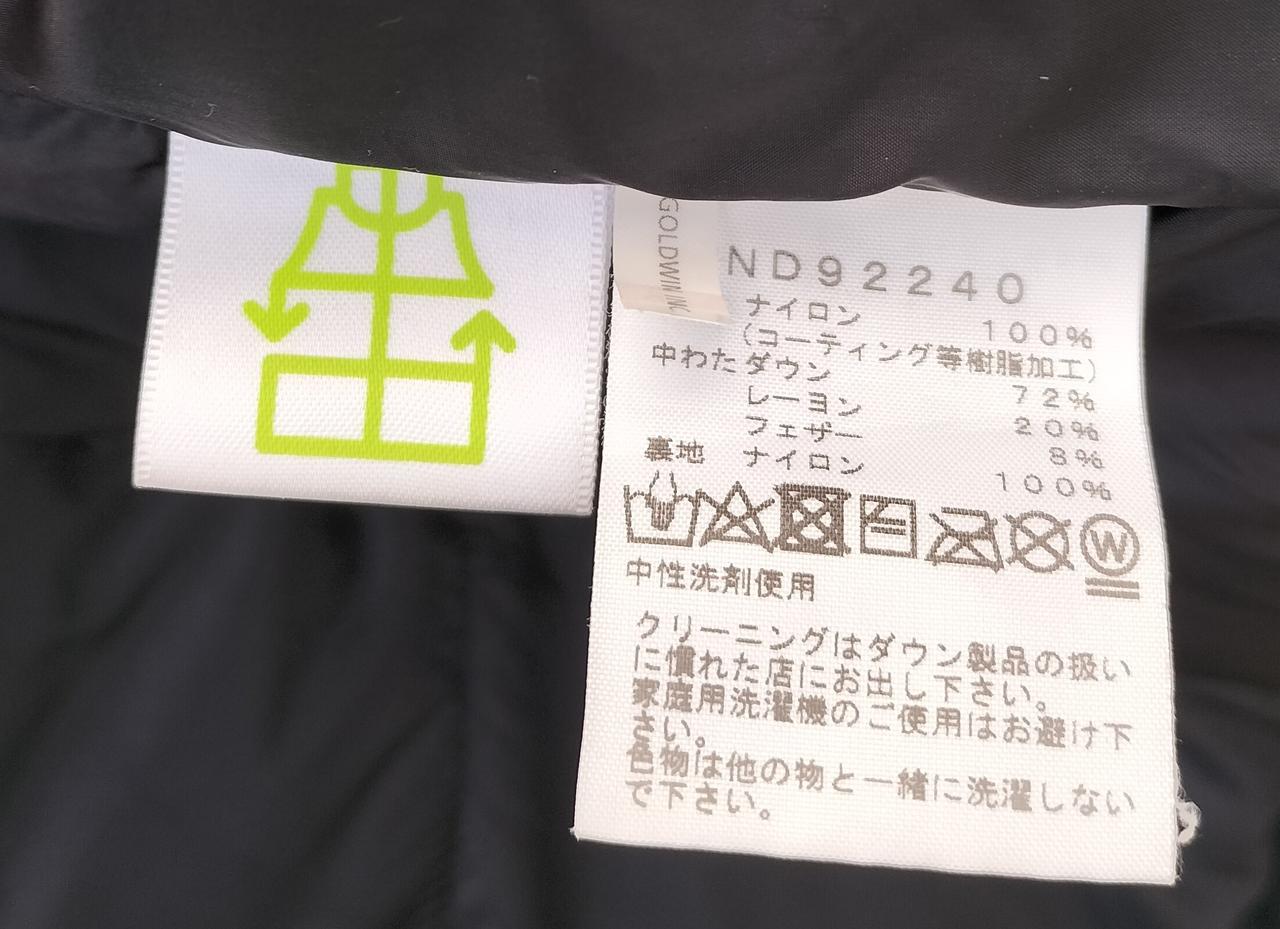 GOLDWIN INC
ND92240
ナイロン
100%
(コーティング等樹脂加工)
中わた ダウン
72%
レーヨン
20%
フェザー
8%
裏地 ナイロン
100%
W
中性洗剤使用
クリーニングはダウン製品の扱い
に慣れた店にお出し下さい。
家庭用洗濯機のご使用はお避け下
さい。
色物は他の物と一緒に洗濯しない
で下さい。